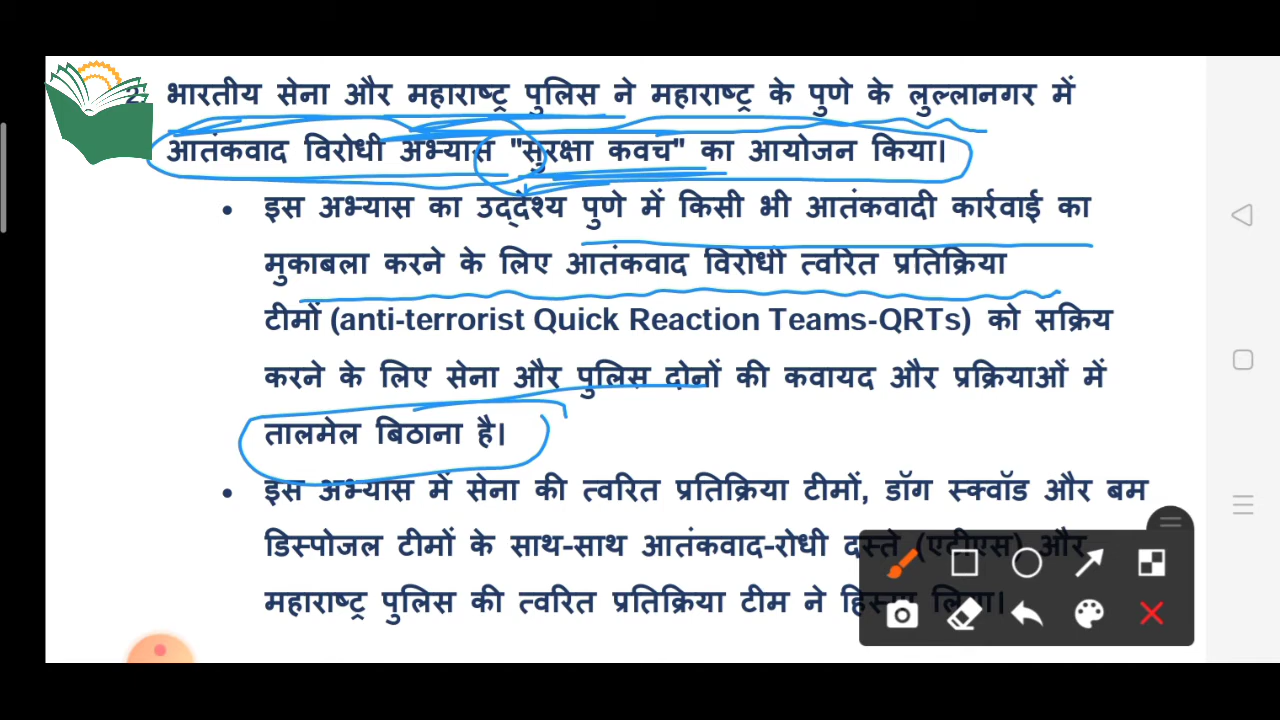 2. भारतीय सेना और महाराष्ट्र पुलिस ने महाराष्ट्र के पुणे के लुल्लानगर में
आतंकवाद विरोधी अभ्यास "सुरक्षा कवच" का आयोजन किया।
• इस अभ्यास का उद्देश्य पुणे में किसी भी आतंकवादी कार्रवाई का
मुकाबला करने के लिए आतंकवाद विरोधी त्वरित प्रतिक्रिया
टीमों (anti-terrorist Quick Reaction Teams-QRTs) को सक्रिय
करने के लिए सेना और पुलिस दोनों की कवायद और प्रक्रियाओं में
तालमेल बिठाना है।
• इस अभ्यास में सेना की त्वरित प्रतिक्रिया टीमों, डॉग स्क्वॉड और बम
डिस्पोजल टीमों के साथ-साथ आतंकवाद-रोधी दस्ते (एटीएस) और
महाराष्ट्र पुलिस की त्वरित प्रतिक्रिया टीम ने हिस्सा लिया।